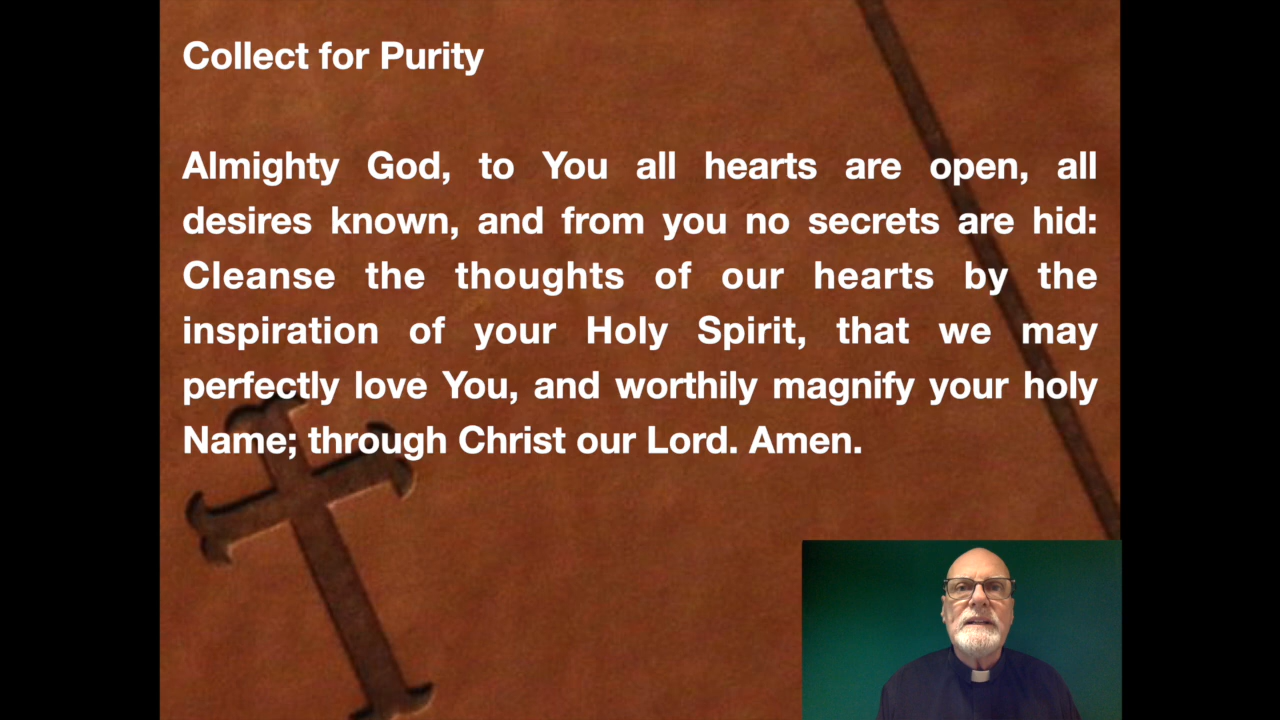 Collect for Purity
Almighty God, to You all hearts are open, all
desires known, and from you no secrets are hid:
Cleanse the thoughts of our hearts by the
inspiration of your Holy Spirit, that we may
perfectly love You, and worthily magnify your holy
Name; through Christ our Lord. Amen.